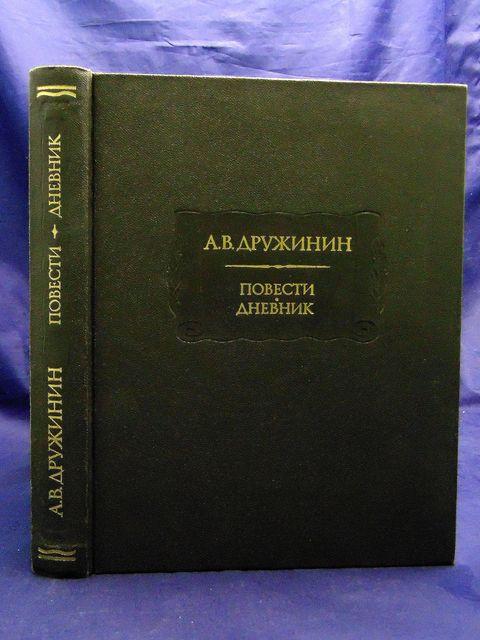 А.В. ДРУЖИНИН
ПОВЕСТИ
ДНЕВНИК
А.В. ДРУЖИНИН ПОВЕСТИ ✦ ДНЕВНИК